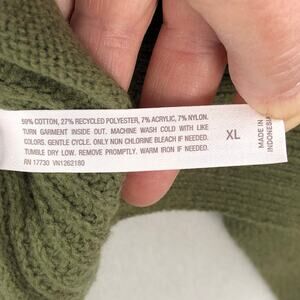 59% COTTON, 27% RECYCLED POLYESTER, 7% ACRYLIC, 7% NYLON.
TURN GARMENT INSIDE OUT. MACHINE WASH COLD WITH LIKE
COLORS. GENTLE CYCLE. ONLY NON CHLORINE BLEACH IF NEEDED.
TUMBLE DRY LOW. REMOVE PROMPTLY. WARM IRON IF NEEDED.
RN 17730 VN1262180
XL
MADE IN
INDONESIA